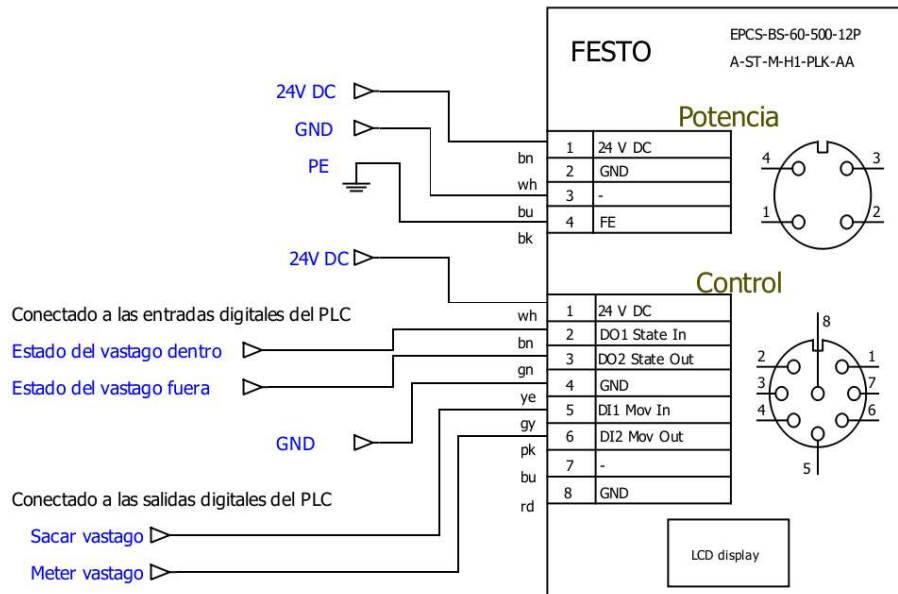 FESTO
EPCS-BS-60-500-12P
A-ST-M-H1-PLK-AA
Potencia
24V DC
GND
PE
bn
wh
bu
bk
1 24 V DC
2 GND
3 -
4 FE
4
3
1
2
24V DC
Control
Conectado a las entradas digitales del PLC
Estado del vastago dentro
Estado del vastago fuera
GND
wh
bn
gn
ye
gy
pk
bu
rd
1 24 V DC
2 DO1 State In
3 DO2 State Out
4 GND
5 DI1 Mov In
6 DI2 Mov Out
7 -
8 GND
8
2
1
3
7
4
6
5
Conectado a las salidas digitales del PLC
Sacar vastago
Meter vastago
LCD display